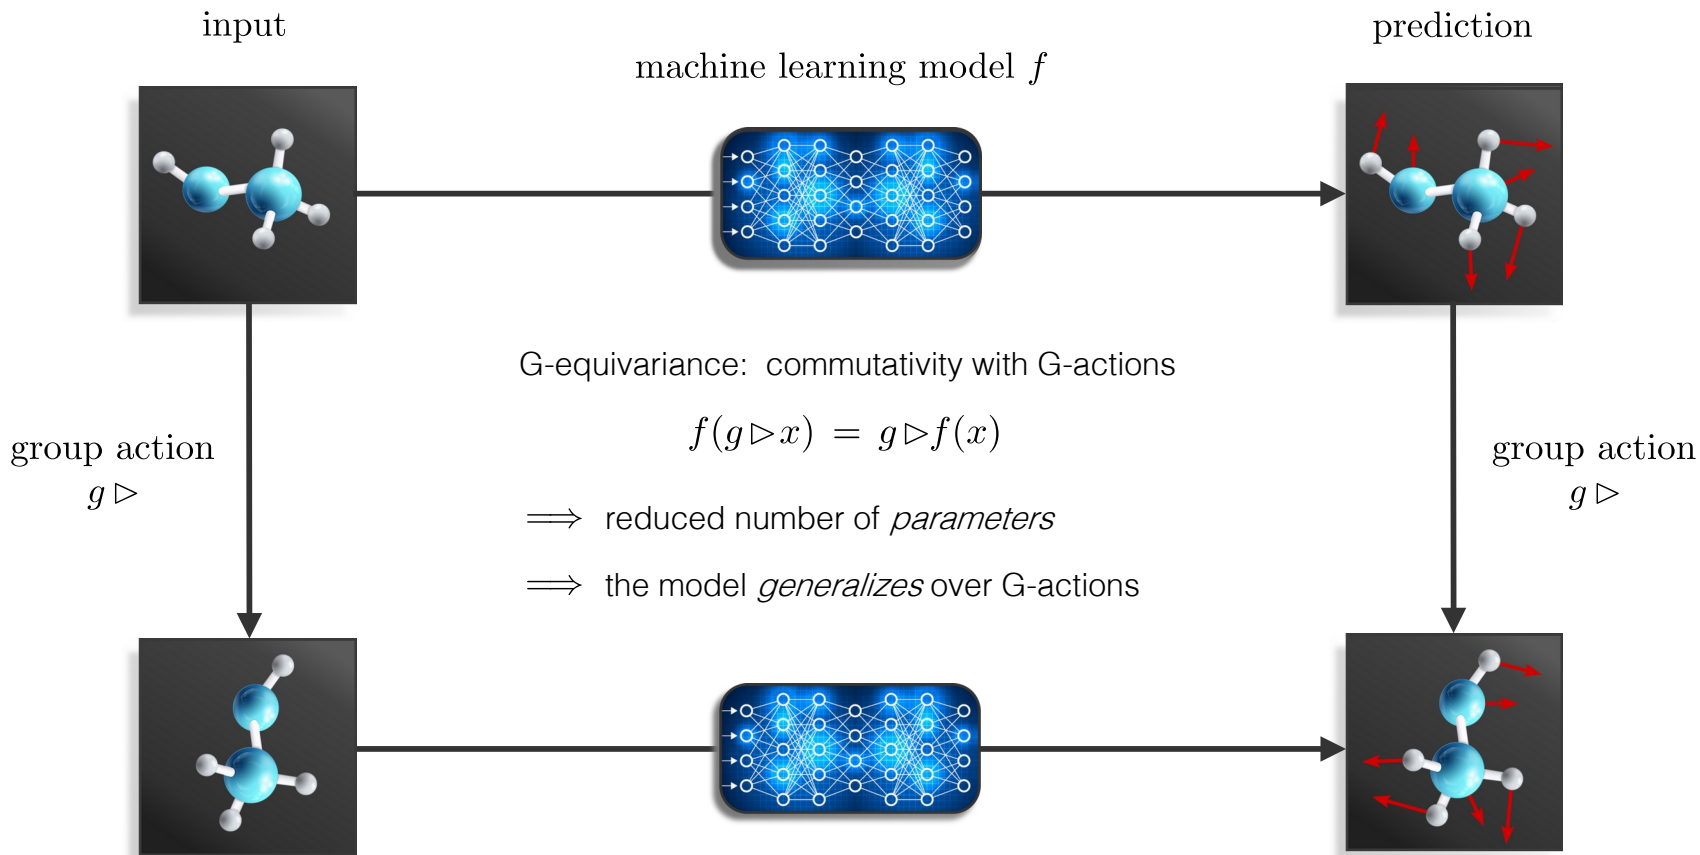 input
prediction
machine learning model f
G-equivariance: commutativity with G-actions
f(g ▷ x) = g ▷ f(x)
group action
g ▷
group action
g ▷
⟹ reduced number of parameters
⟹ the model generalizes over G-actions